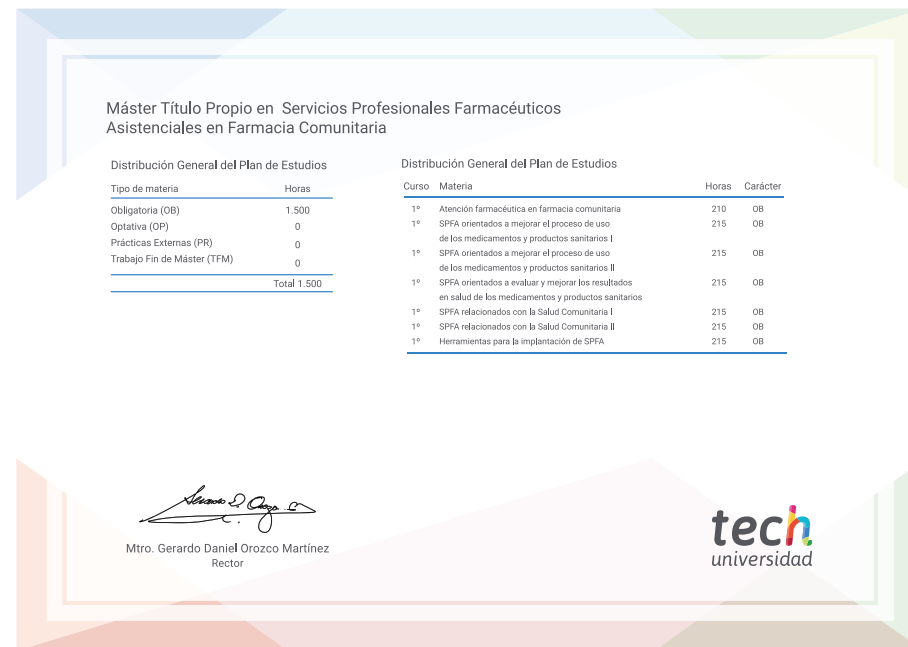 Máster Título Propio en Servicios Profesionales Farmacéuticos
Asistenciales en Farmacia Comunitaria
Distribución General del Plan de Estudios
Tipo de materia Horas
Obligatoria (OB) 1.500
Optativa (OP) 0
Prácticas Externas (PR) 0
Trabajo Fin de Máster (TFM) 0
Total 1.500
Distribución General del Plan de Estudios
Curso Materia Horas Carácter
1º Atención farmacéutica en farmacia comunitaria 210 OB
1º SPFA orientados a mejorar el proceso de uso 215 OB
de los medicamentos y productos sanitarios I
1º SPFA orientados a mejorar el proceso de uso 215 OB
de los medicamentos y productos sanitarios II
1º SPFA orientados a evaluar y mejorar los resultados 215 OB
en salud de los medicamentos y productos sanitarios
1º SPFA relacionados con la Salud Comunitaria I 215 OB
1º SPFA relacionados con la Salud Comunitaria II 215 OB
1º Herramientas para la implantación de SPFA 215 OB
Mtro. Gerardo Daniel Orozco Martínez
Rector
tech
universidad